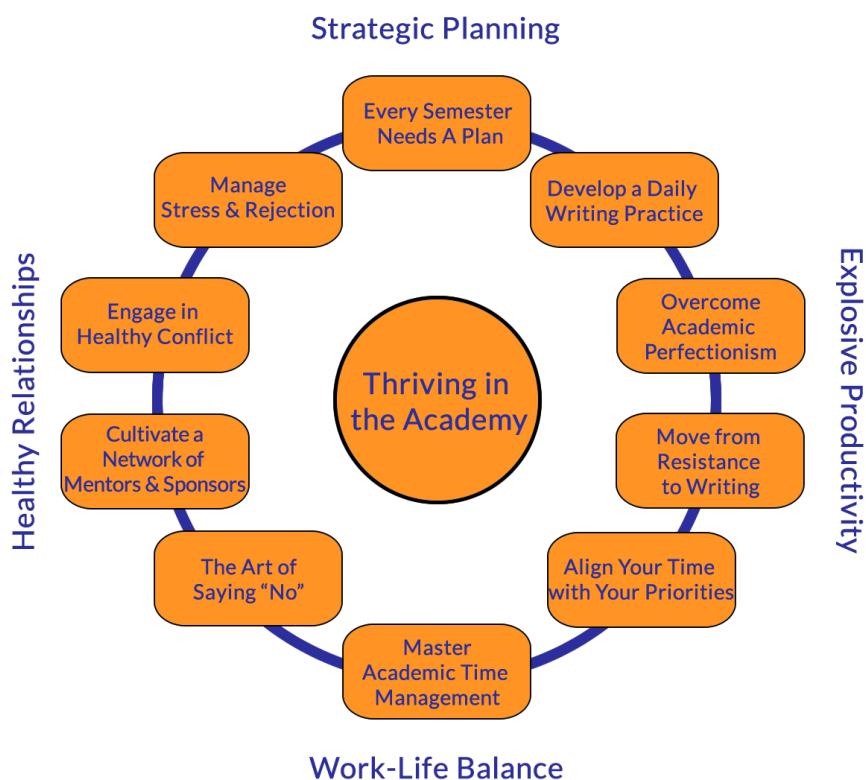 Strategic Planning
Every Semester
Needs A Plan
Develop a Daily
Writing Practice
Overcome
Academic
Perfectionism
Move from
Resistance
to Writing
Align Your Time
with Your Priorities
Master
Academic Time
Management
The Art of
Saying “No”
Cultivate a
Network of
Mentors & Sponsors
Engage in
Healthy Conflict
Manage
Stress & Rejection
Thriving in
the Academy
Explosive Productivity
Work-Life Balance
Healthy Relationships